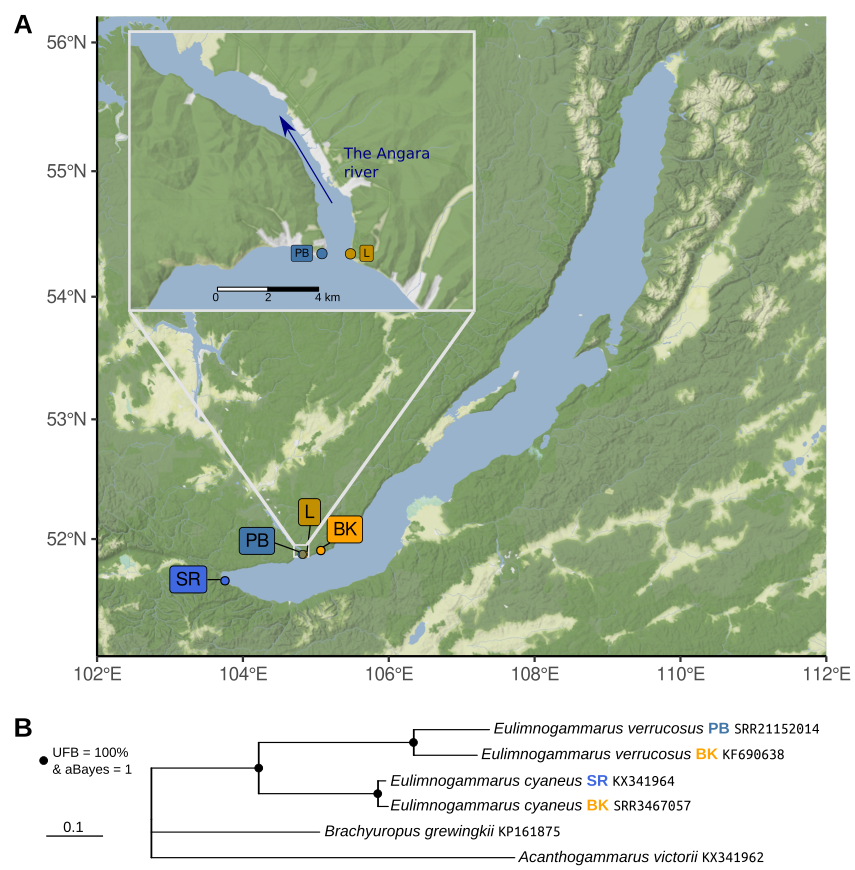 A
56°N
55°N
54°N
53°N
52°N
The Angara
river
PB
L
0 2 4 km
L
BK
PB
SR
102°E 104°E 106°E 108°E 110°E 112°E
B
UFB = 100%
& aBayes = 1
0.1
Eulimnogammarus verrucosus PB SRR21152014
Eulimnogammarus verrucosus BK KF690638
Eulimnogammarus cyaneus SR KX341964
Eulimnogammarus cyaneus BK SRR3467057
Brachyuropus grewingkii KP161875
Acanthogammarus victorii KX341962